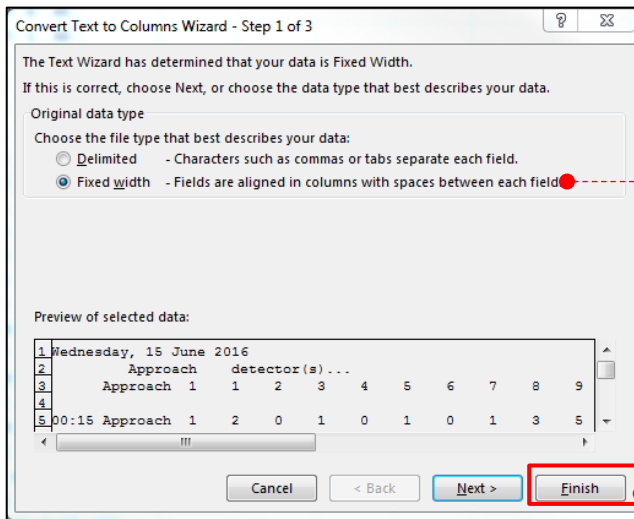 Convert Text to Columns Wizard - Step 1 of 3
The Text Wizard has determined that your data is Fixed Width.
If this is correct, choose Next, or choose the data type that best describes your data.
Original data type
Choose the file type that best describes your data:
Delimited - Characters such as commas or tabs separate each field.
Fixed width - Fields are aligned in columns with spaces between each field
Preview of selected data:
1 Wednesday, 15 June 2016
2 Approach detector(s)...
3 Approach 1 1 2 3 4 5 6 7 8 9
4
5 00:15 Approach 1 2 0 1 0 1 0 1 3 5
Cancel < Back Next > Finish